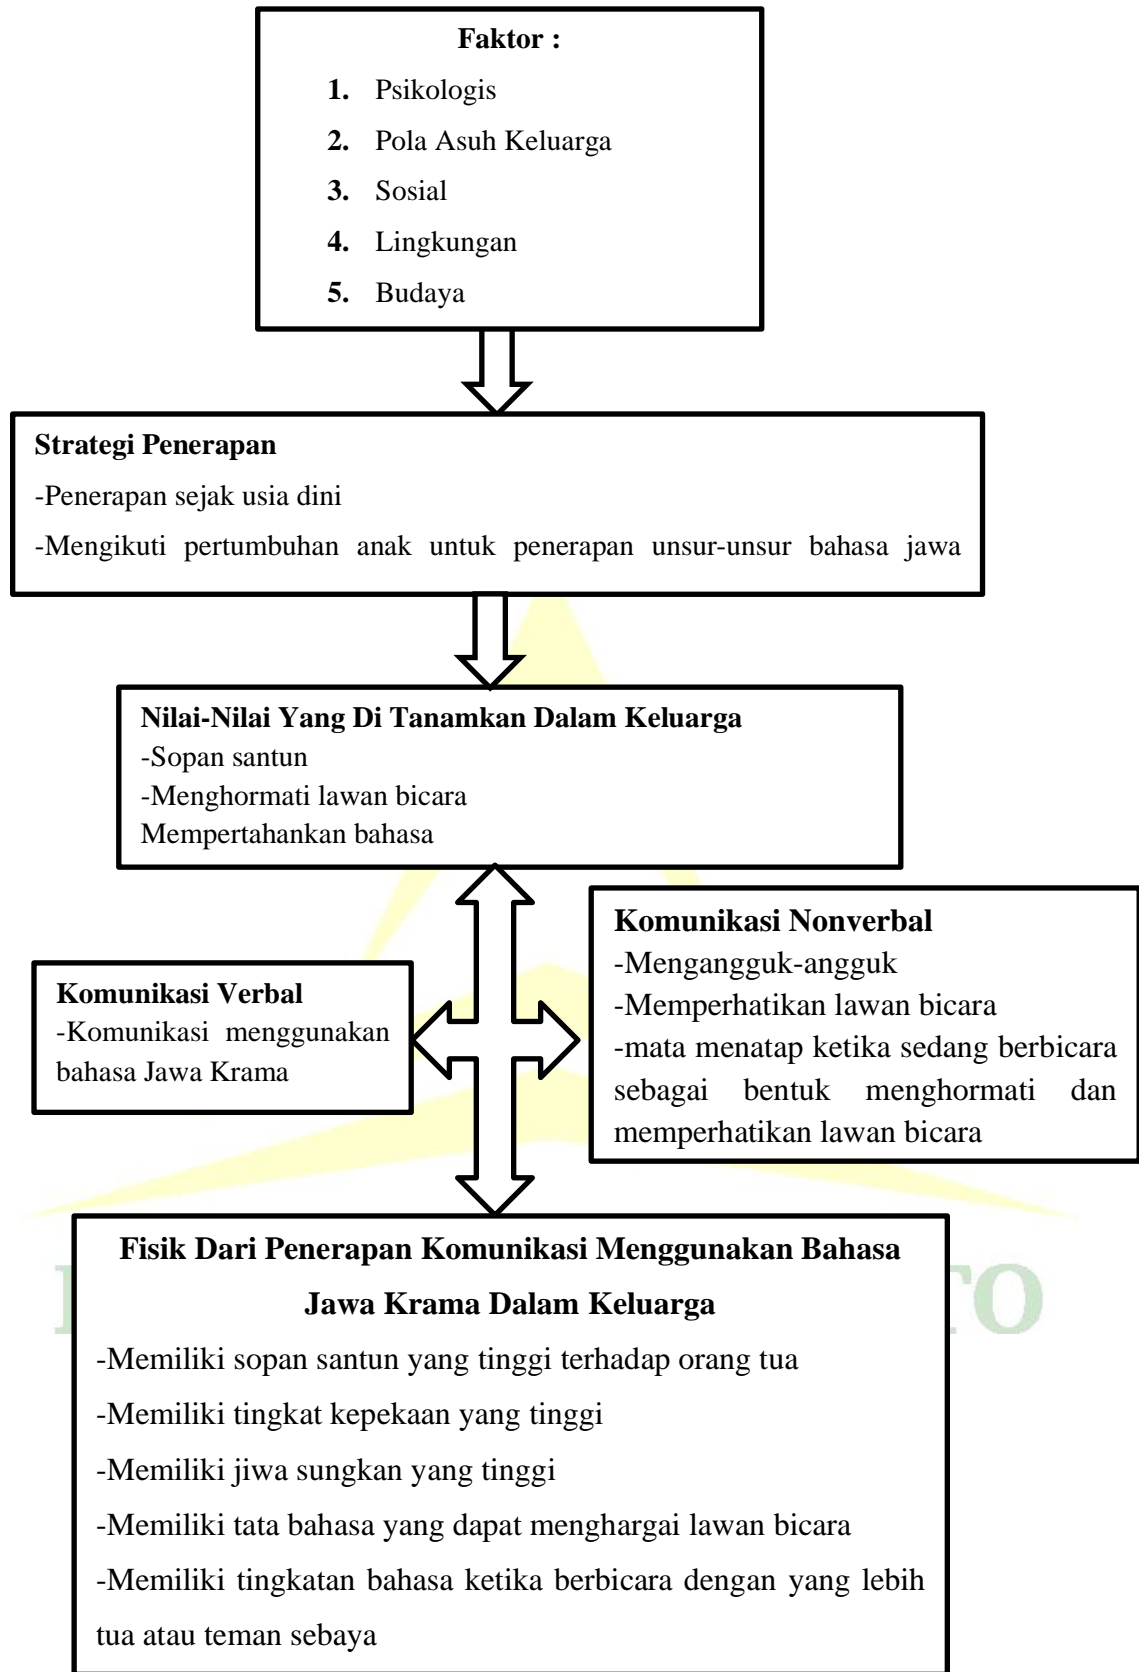 Faktor :
1. Psikologis
2. Pola Asuh Keluarga
3. Sosial
4. Lingkungan
5. Budaya
Strategi Penerapan
-Penerapan sejak usia dini
-Mengikuti pertumbuhan anak untuk penerapan unsur-unsur bahasa jawa
Nilai-Nilai Yang Di Tanamkan Dalam Keluarga
-Sopan santun
-Menghormati lawan bicara
Mempertahankan bahasa
Komunikasi Verbal
-Komunikasi menggunakan
bahasa Jawa Krama
Komunikasi Nonverbal
-Mengangguk-angguk
-Memperhatikan lawan bicara
-mata menatap ketika sedang berbicara
sebagai bentuk menghormati dan
memperhatikan lawan bicara
Fisik Dari Penerapan Komunikasi Menggunakan Bahasa
Jawa Krama Dalam Keluarga
-Memiliki sopan santun yang tinggi terhadap orang tua
-Memiliki tingkat kepekaan yang tinggi
-Memiliki jiwa sungkan yang tinggi
-Memiliki tata bahasa yang dapat menghargai lawan bicara
-Memiliki tingkatan bahasa ketika berbicara dengan yang lebih
tua atau teman sebaya